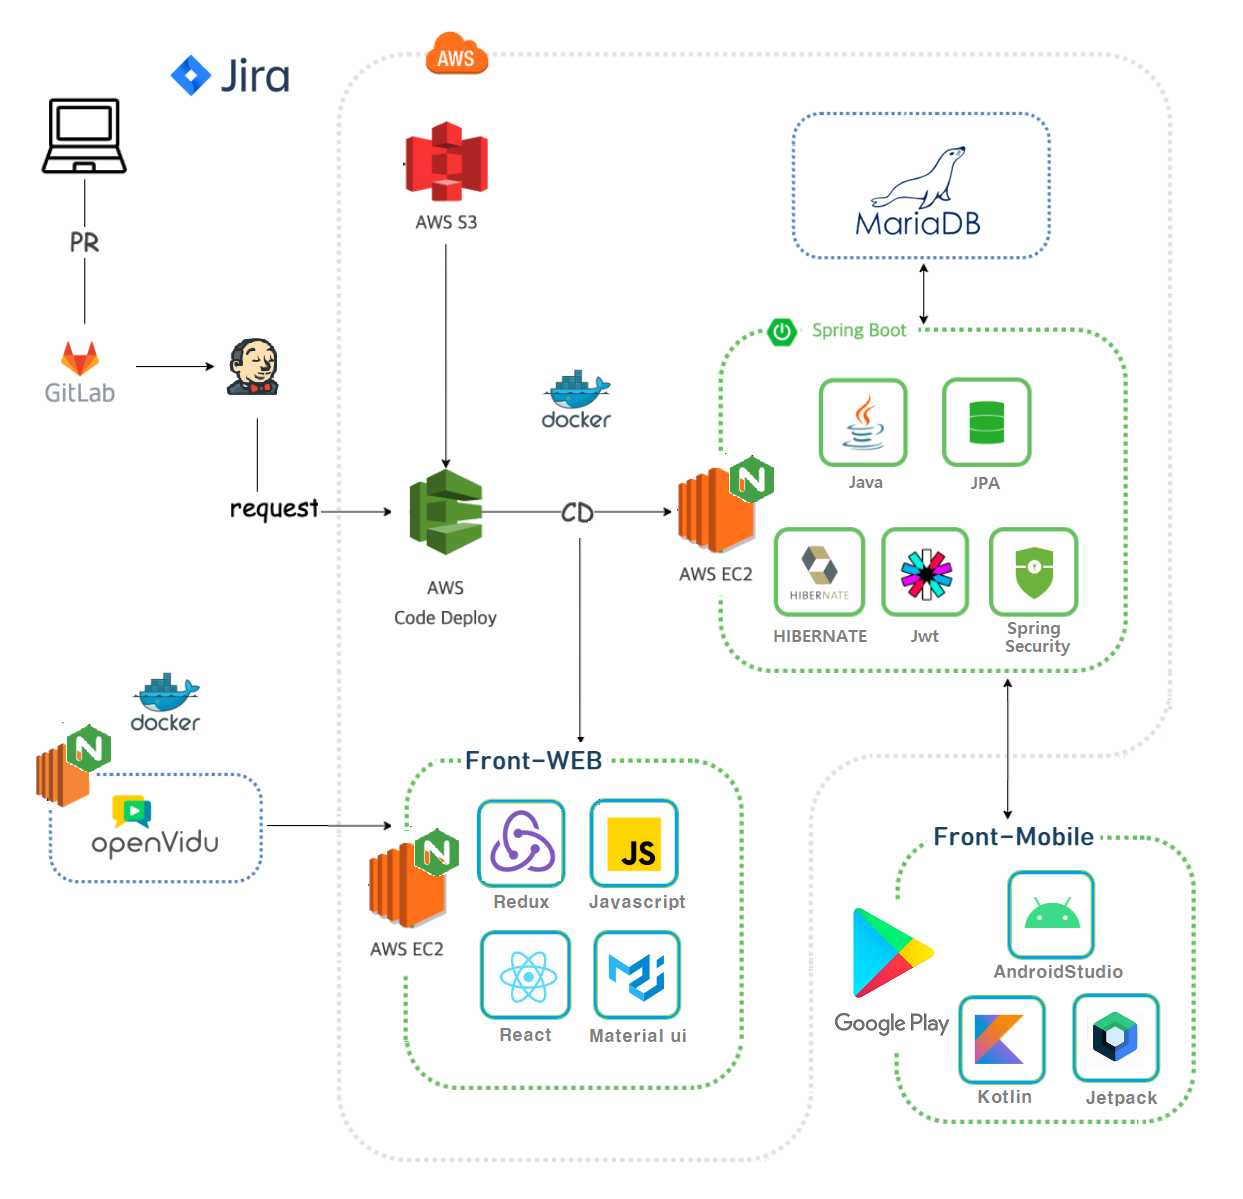 AWS
Jira
AWS S3
MariaDB
PR
Spring Boot
GitLab
docker
Java
JPA
request
CD
AWS EC2
HIBERNATE
AWS
Code Deploy
HIBERNATE
Jwt
Spring
Security
docker
Front-WEB
openVidu
JS
Front-Mobile
Redux
Javascript
AWS EC2
AndroidStudio
Google Play
React
Material ui
Kotlin
Jetpack